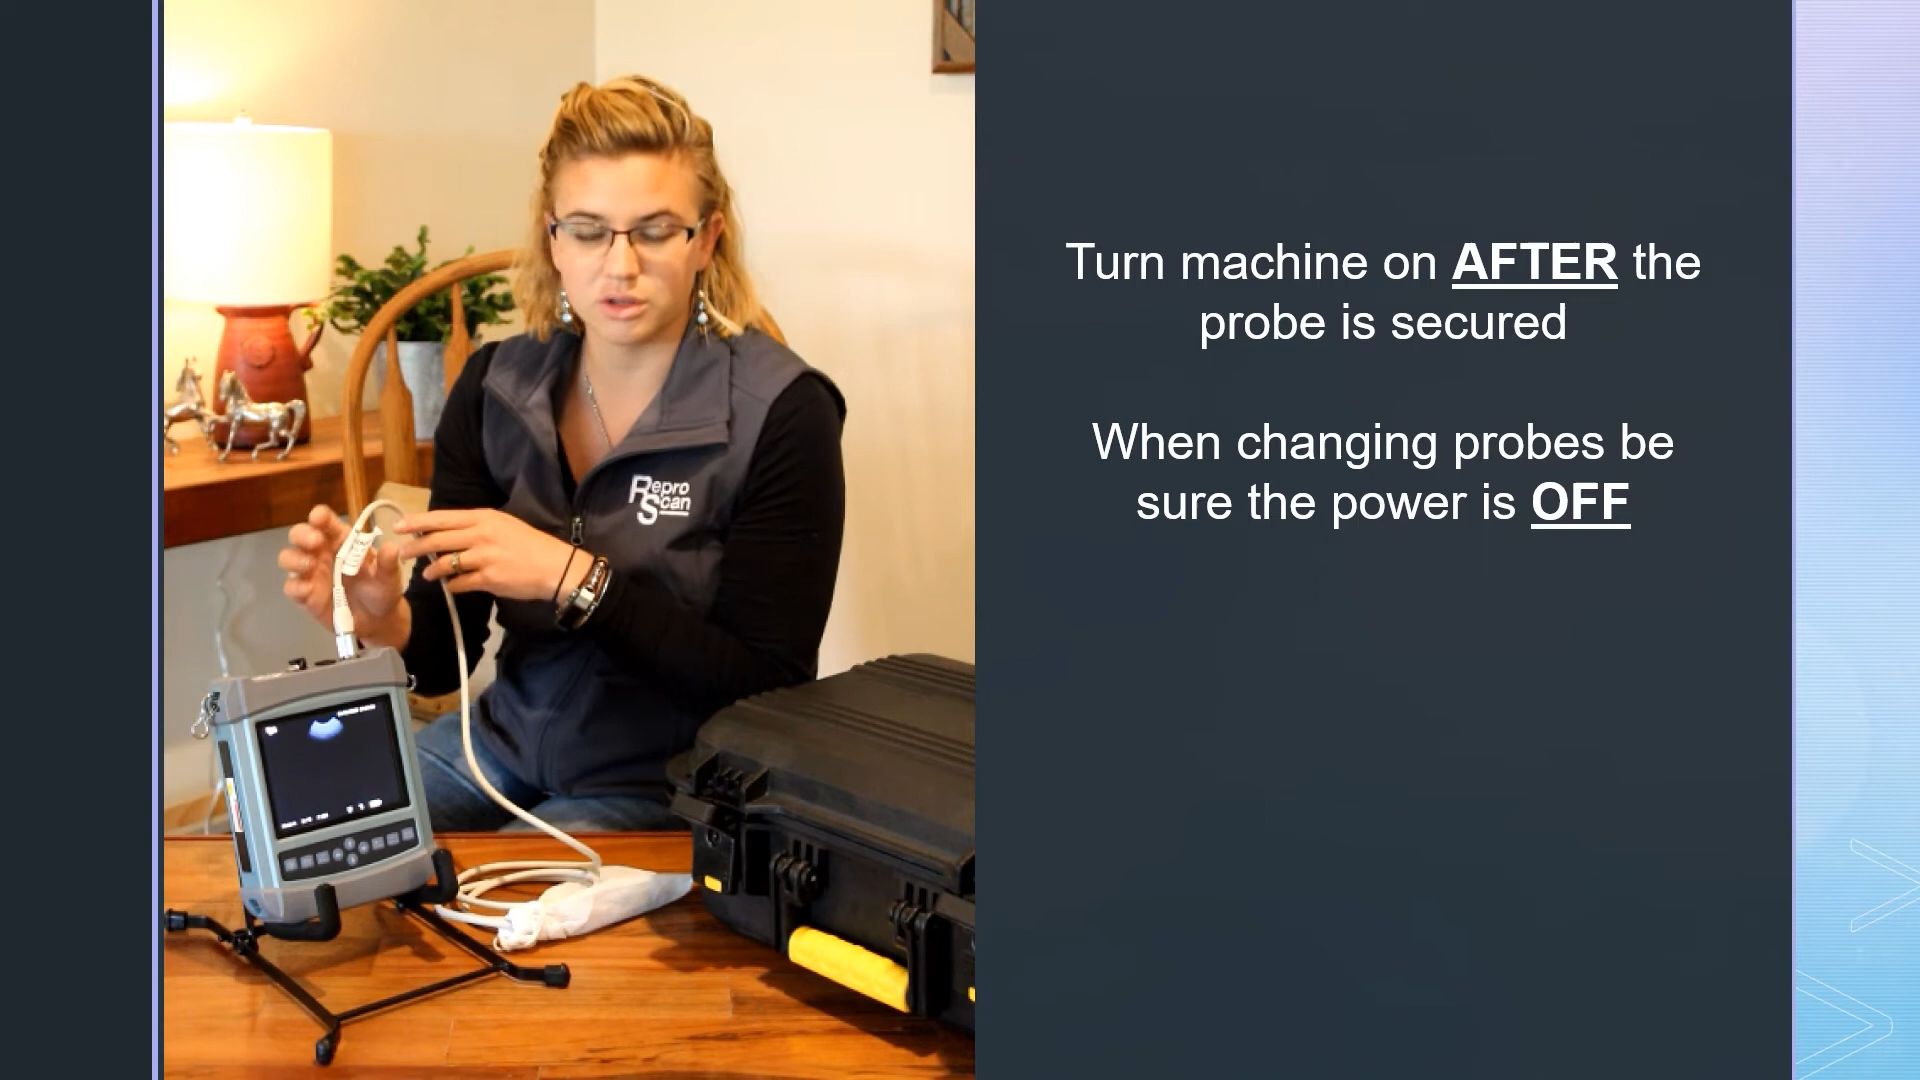 Turn machine on AFTER the
probe is secured
When changing probes be
sure the power is OFF
Repro
Scan